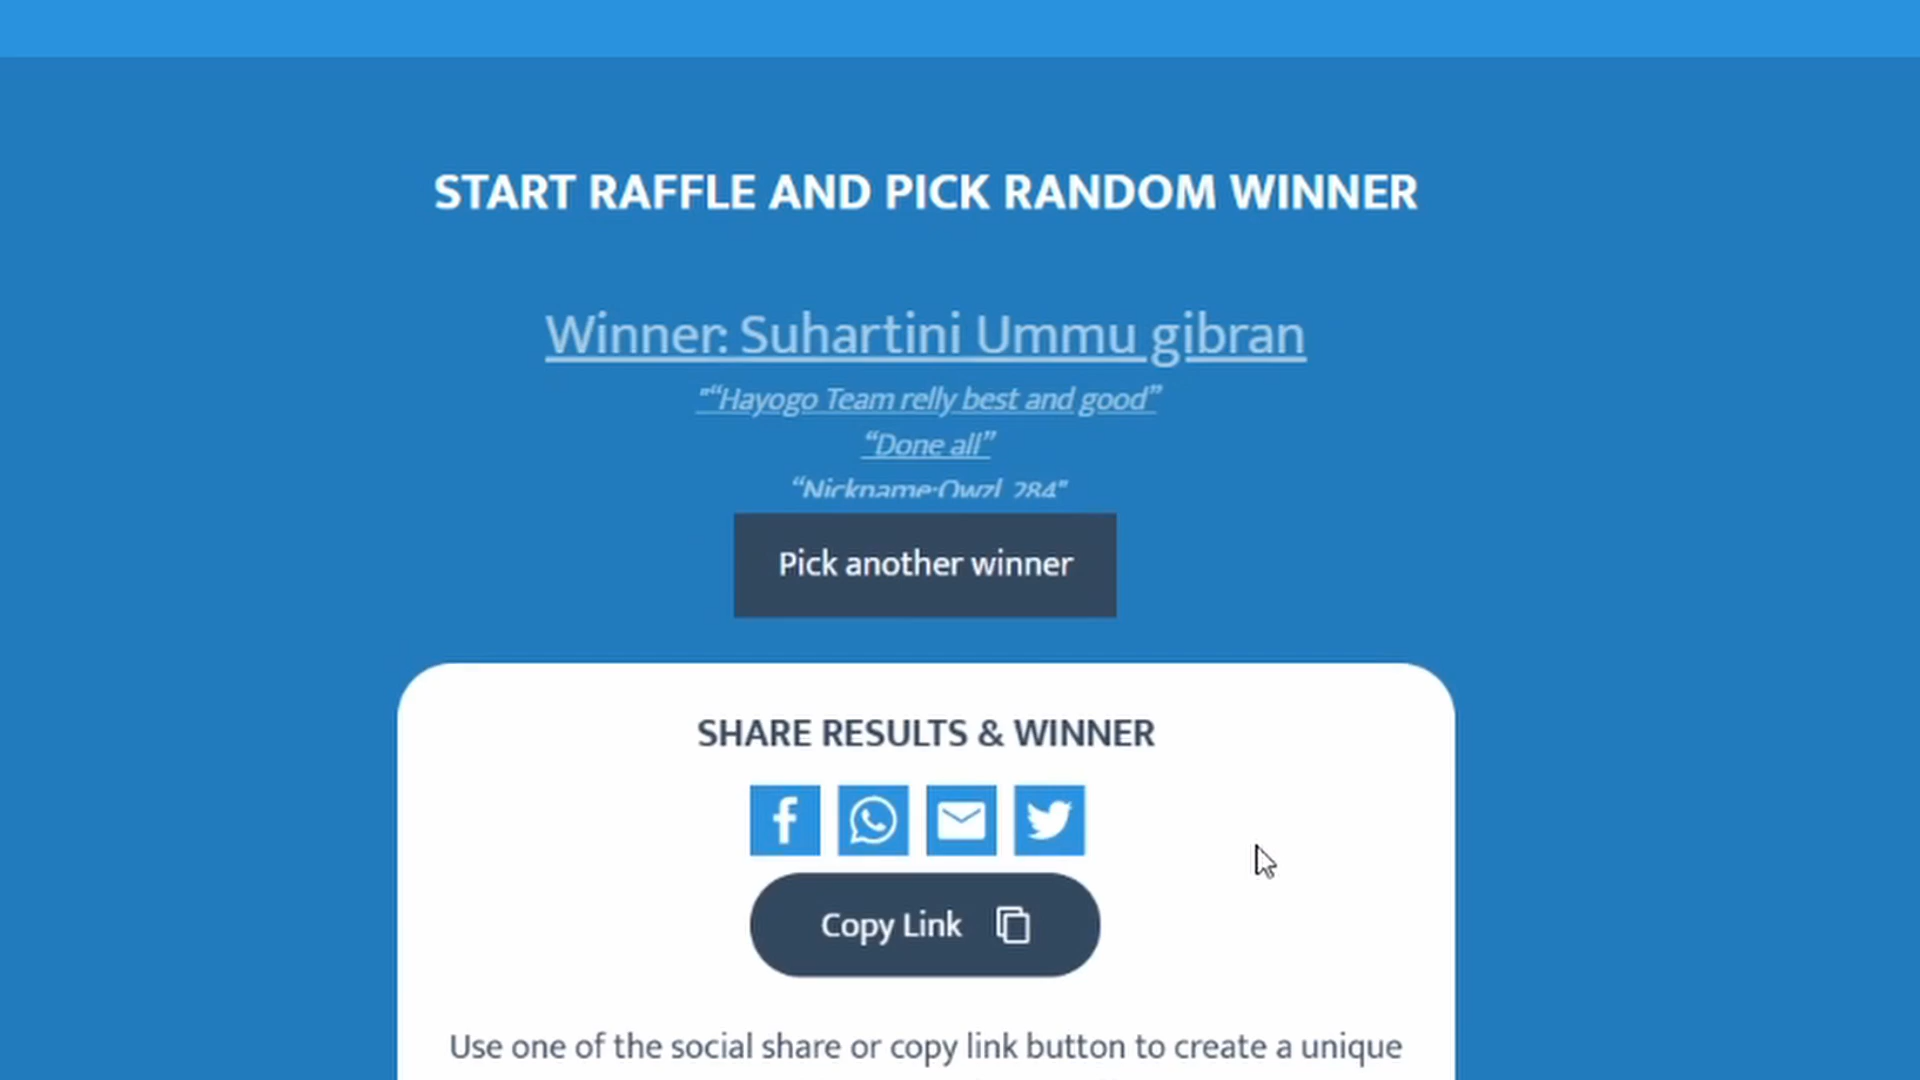 START RAFFLE AND PICK RANDOM WINNER
Winner: Suhartini Ummu gibran
"“Hayogo Team relly best and good”
“Done all”
“Nickname:Qwzl_284"
Pick another winner
SHARE RESULTS & WINNER
Copy Link
Use one of the social share or copy link button to create a unique